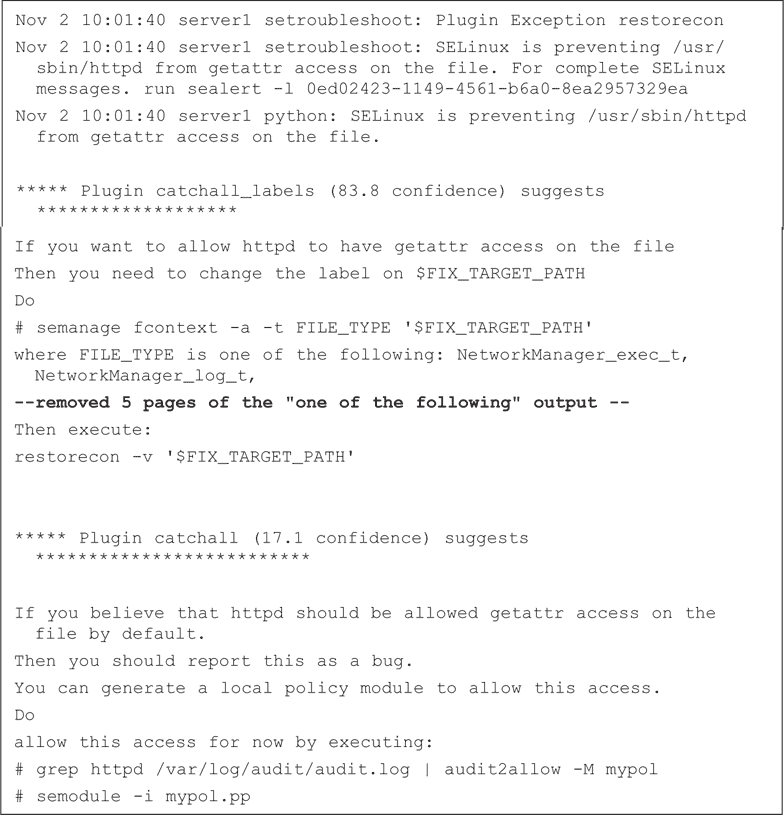 Nov 2 10:01:40 server1 setroubleshoot: Plugin Exception restorecon
Nov 2 10:01:40 server1 setroubleshoot: SELinux is preventing /usr/
sbin/httpd from getattr access on the file. For complete SELinux
messages. run sealert -l 0ed02423-1149-4561-b6a0-8ea2957329ea
Nov 2 10:01:40 server1 python: SELinux is preventing /usr/sbin/httpd
from getattr access on the file.
***** Plugin catchall_labels (83.8 confidence) suggests
*******************
If you want to allow httpd to have getattr access on the file
Then you need to change the label on $FIX_TARGET_PATH
Do
# semanage fcontext -a -t FILE_TYPE '$FIX_TARGET_PATH'
where FILE_TYPE is one of the following: NetworkManager_exec_t,
NetworkManager_log_t,
--removed 5 pages of the "one of the following" output --
Then execute:
restorecon -v '$FIX_TARGET_PATH'
***** Plugin catchall (17.1 confidence) suggests
**************************
If you believe that httpd should be allowed getattr access on the
file by default.
Then you should report this as a bug.
You can generate a local policy module to allow this access.
Do
allow this access for now by executing:
# grep httpd /var/log/audit/audit.log | audit2allow -M mypol
# semodule -i mypol.pp